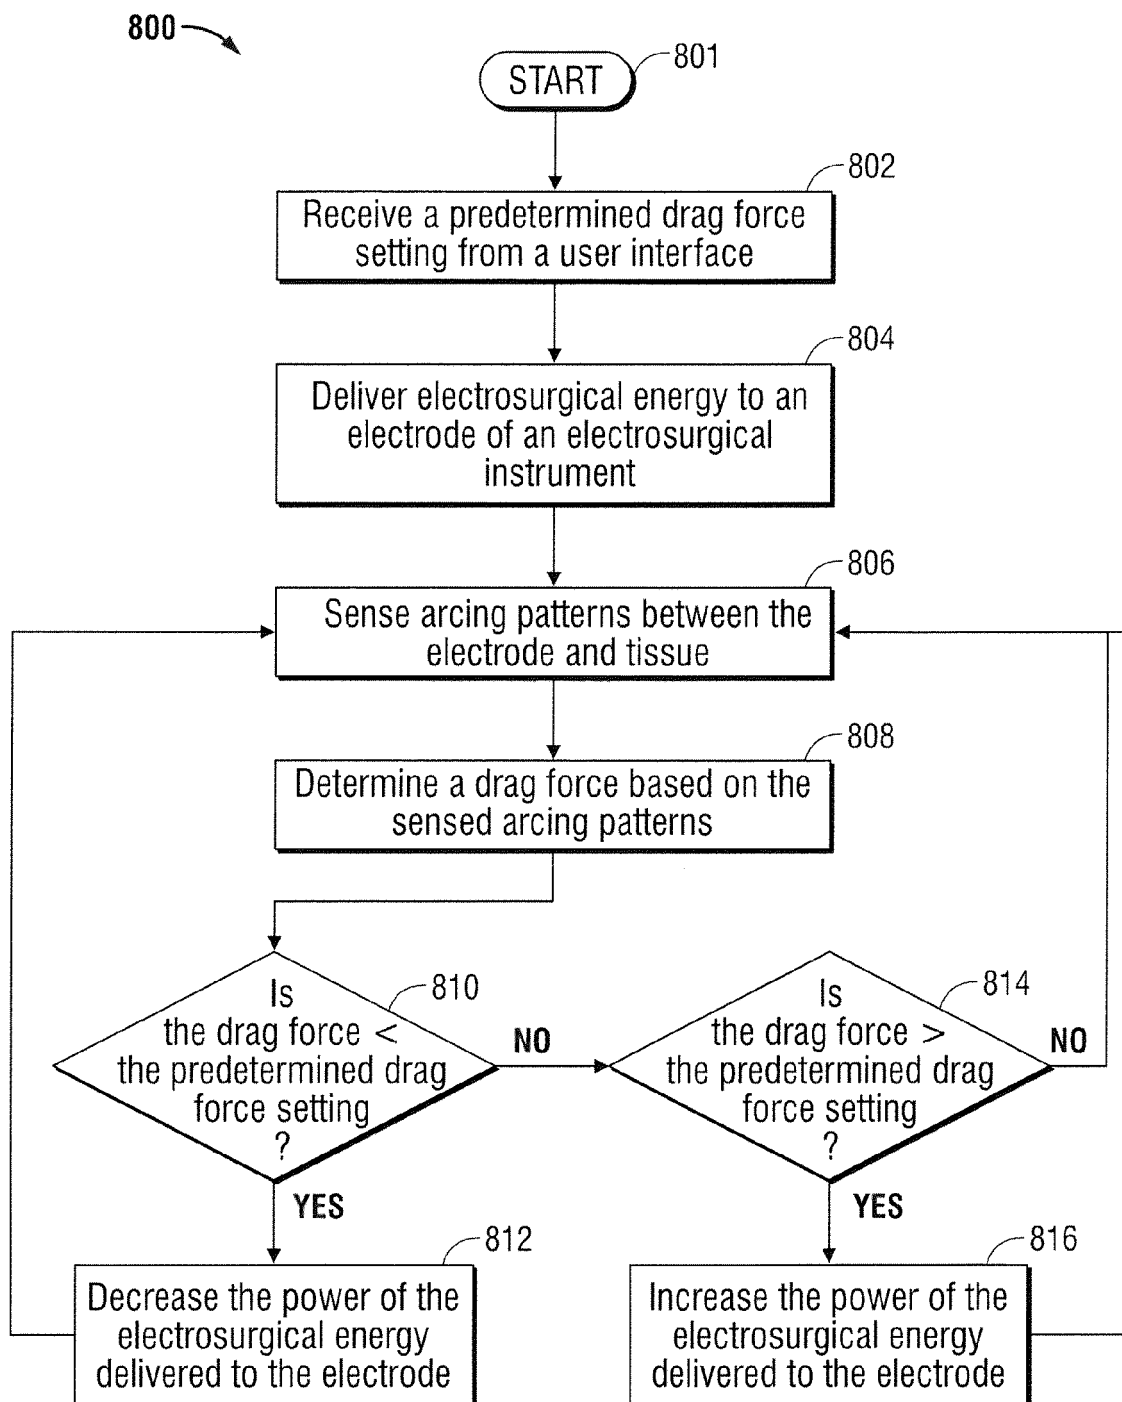 800
START
801
802
Receive a predetermined drag force
setting from a user interface
804
Deliver electrosurgical energy to an
electrode of an electrosurgical
instrument
806
Sense arcing patterns between the
electrode and tissue
808
Determine a drag force based on the
sensed arcing patterns
810
Is
the drag force <
the predetermined drag
force setting
?
NO
YES
814
Is
the drag force >
the predetermined drag
force setting
?
NO
YES
812
Decrease the power of the
electrosurgical energy
delivered to the electrode
816
Increase the power of the
electrosurgical energy
delivered to the electrode